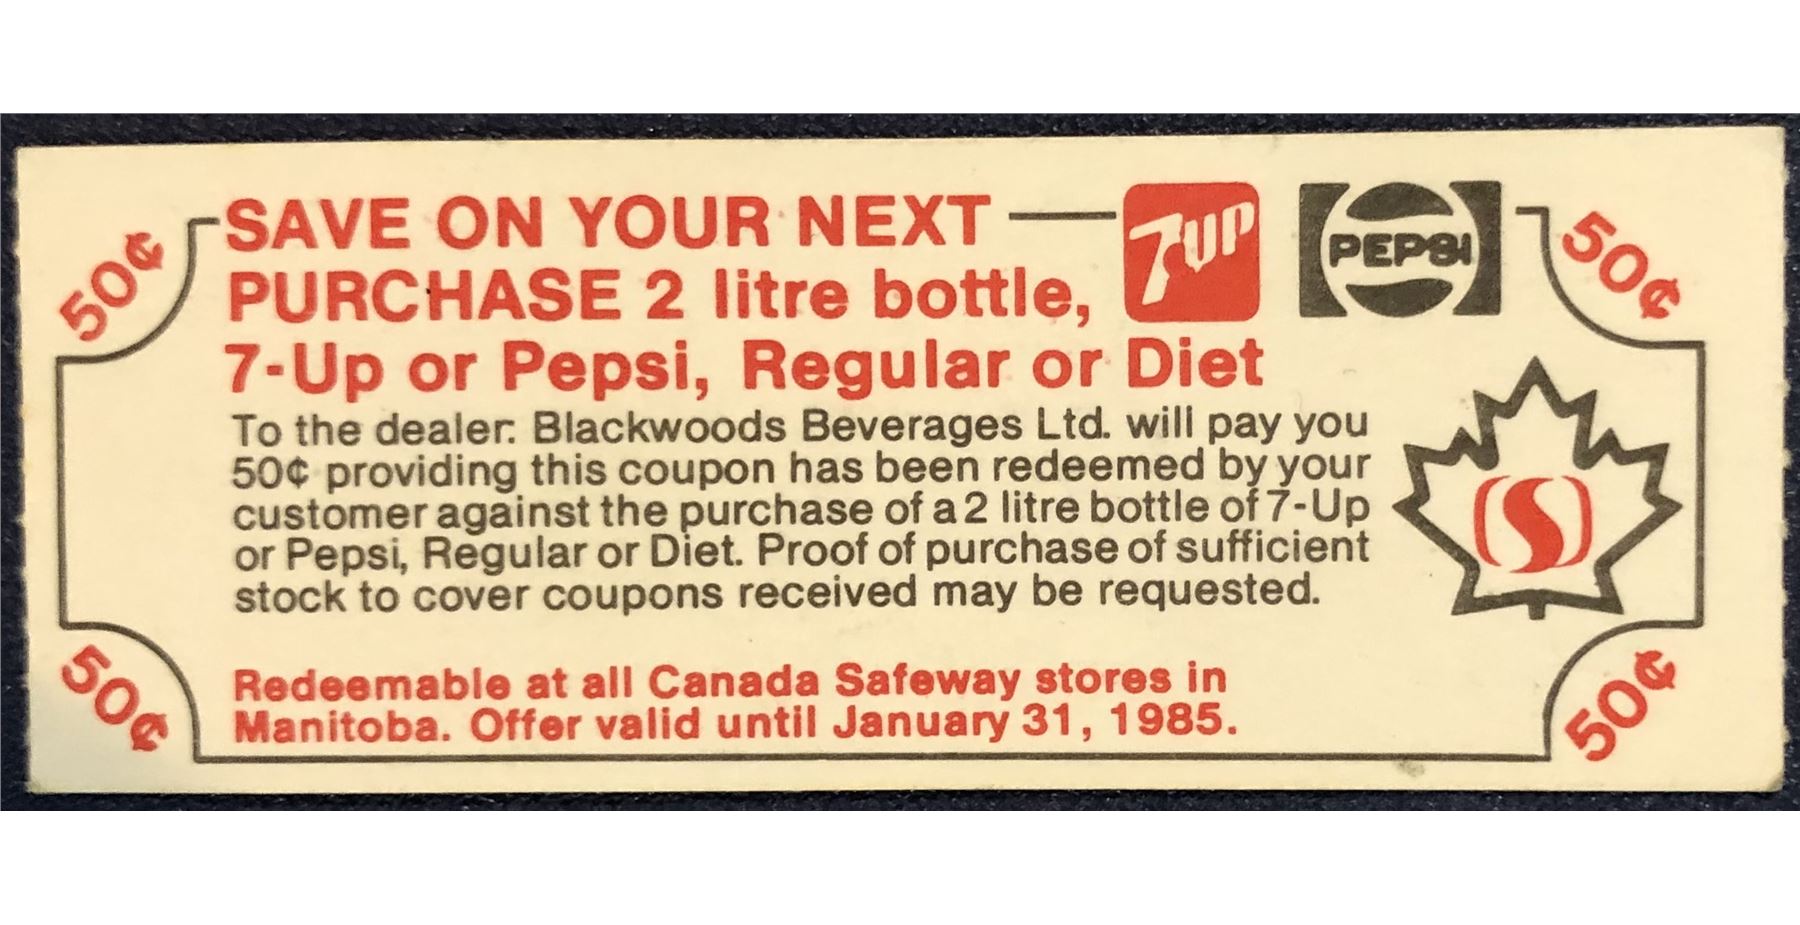 SAVE ON YOUR NEXT
PURCHASE 2 litre bottle,
7-Up or Pepsi, Regular or Diet
7UP
PEPSI
50¢
50¢
To the dealer: Blackwoods Beverages Ltd. will pay you
50¢ providing this coupon has been redeemed by your
customer against the purchase of a 2 litre bottle of 7-Up
or Pepsi, Regular or Diet. Proof of purchase of sufficient
stock to cover coupons received may be requested.
S
Redeemable at all Canada Safeway stores in
Manitoba. Offer valid until January 31, 1985.
50¢
50¢